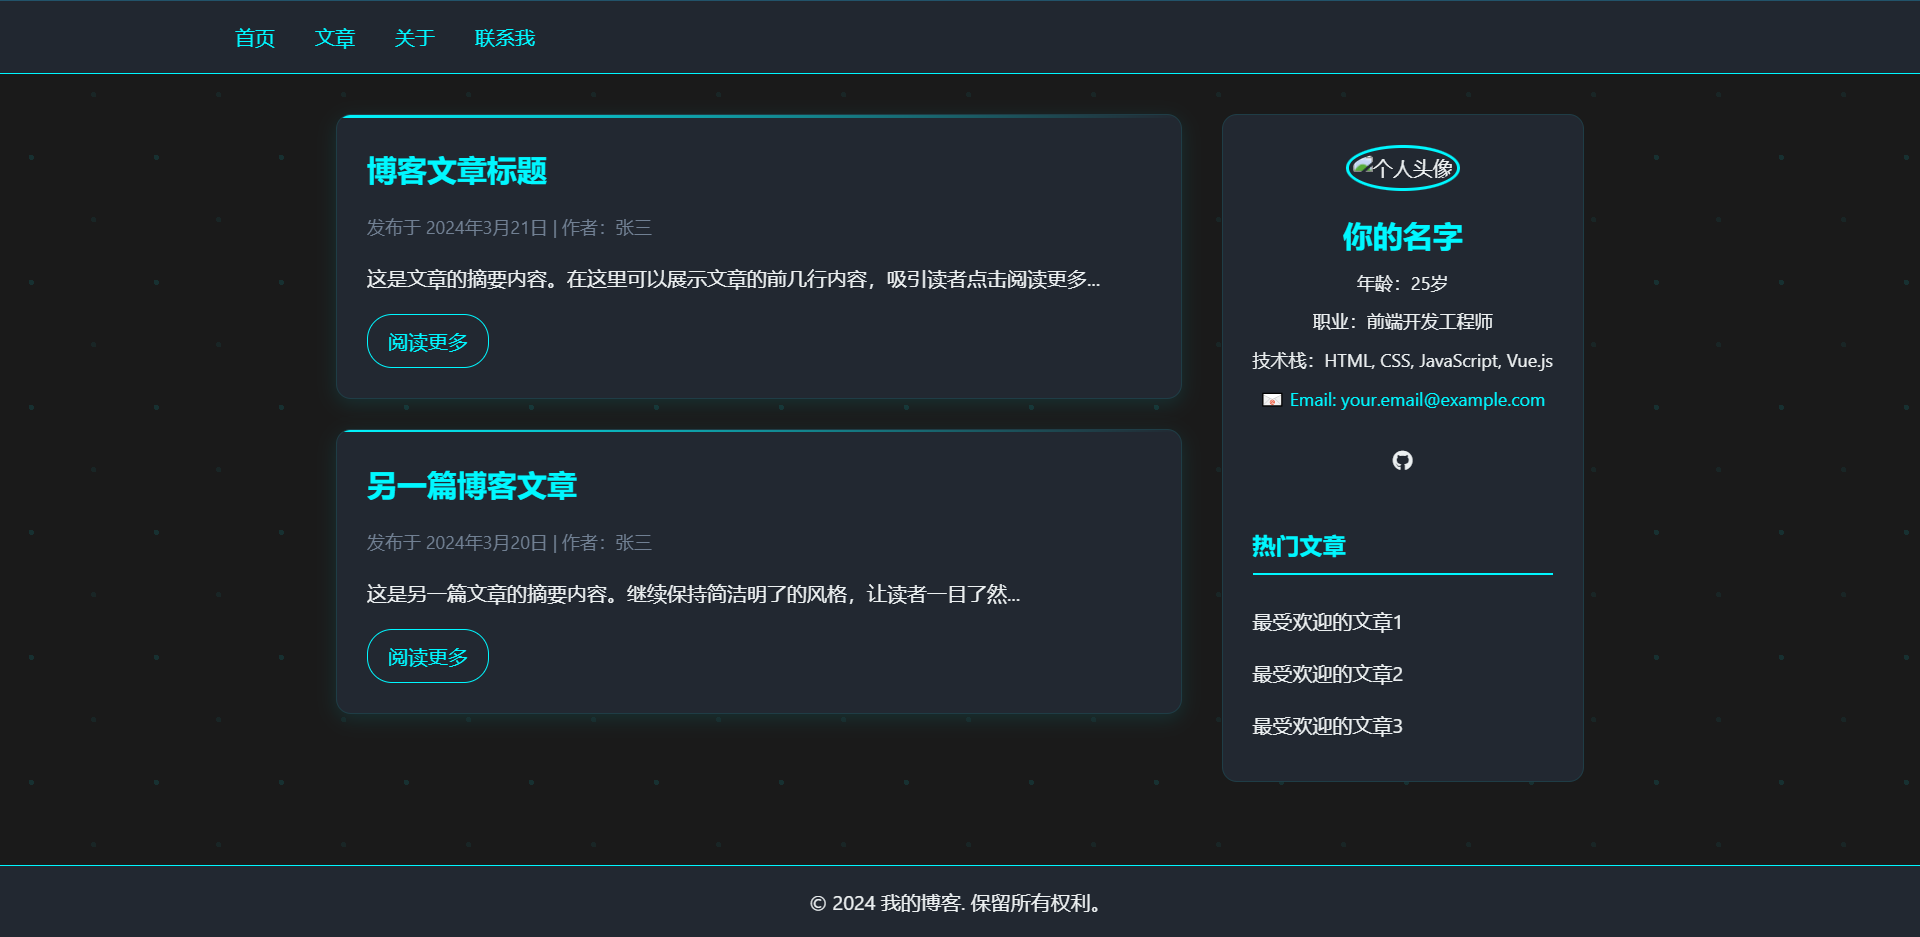 首页 文章 关于 联系我
博客文章标题
发布于 2024年3月21日 | 作者：张三
这是文章的摘要内容。在这里可以展示文章的前几行内容，吸引读者点击阅读更多...
阅读更多
另一篇博客文章
发布于 2024年3月20日 | 作者：张三
这是另一篇文章的摘要内容。继续保持简洁明了的风格，让读者一目了然...
阅读更多
个人头像
你的名字
年龄：25岁
职业：前端开发工程师
技术栈：HTML, CSS, JavaScript, Vue.js
Email: your.email@example.com
热门文章
最受欢迎的文章1
最受欢迎的文章2
最受欢迎的文章3
© 2024 我的博客. 保留所有权利。